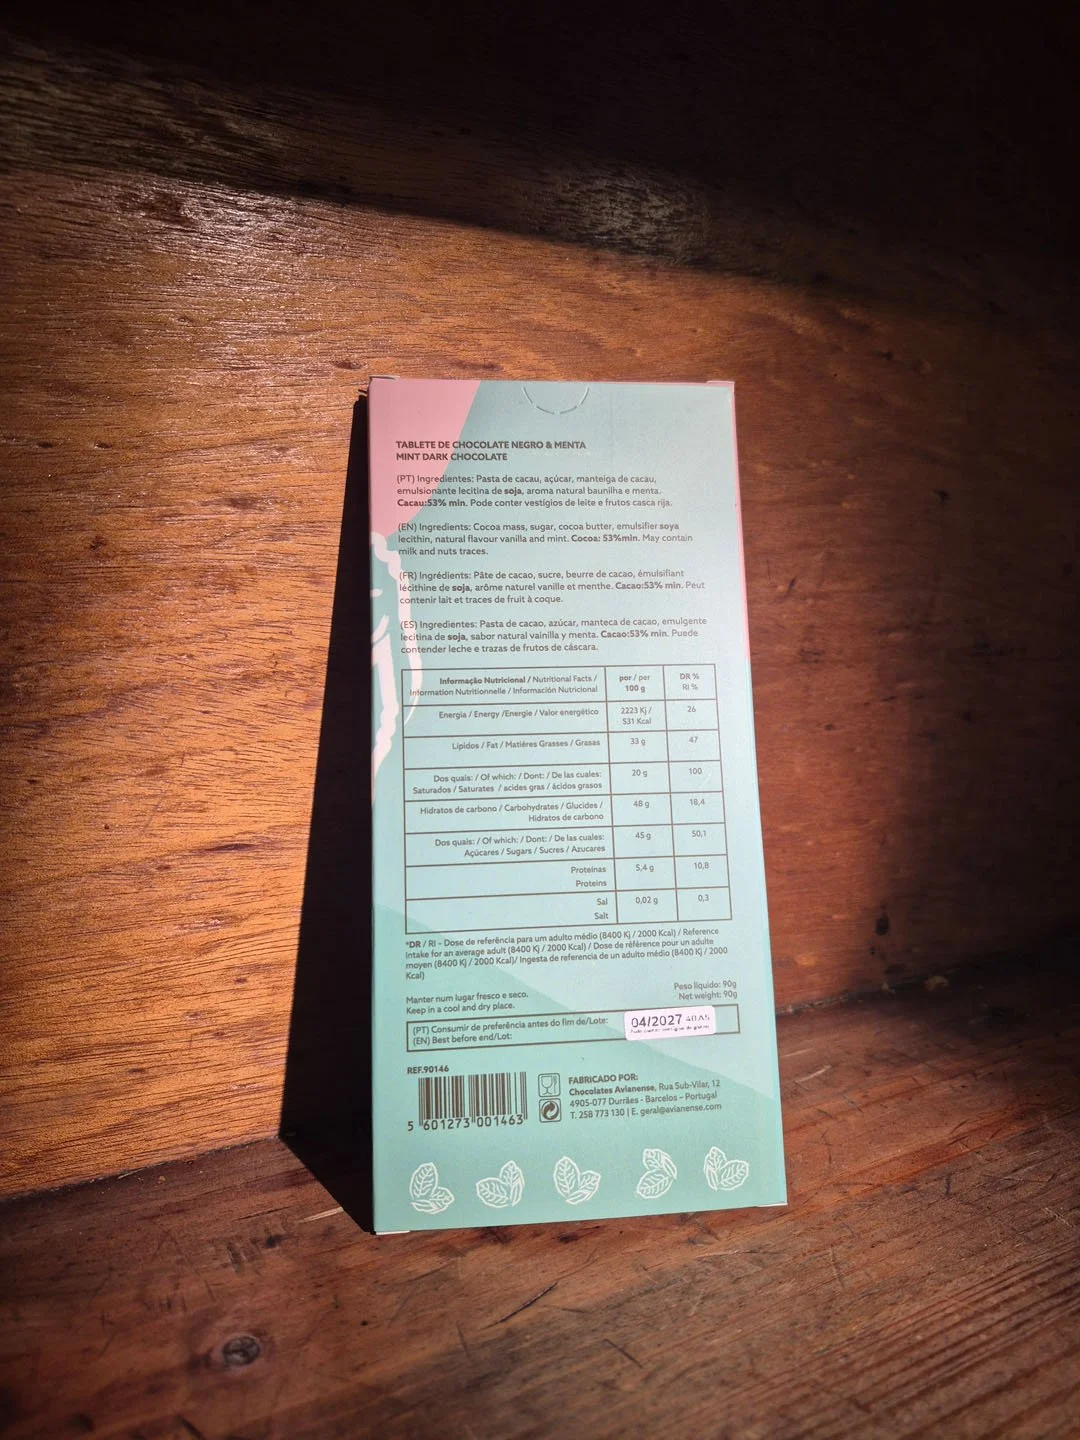 TABLETE DE CHOCOLATE NEGRO & MENTA
MINT DARK CHOCOLATE
(PT) Ingredientes: Pasta de cacau, açúcar, manteiga de cacau,
emulsionante lecitina de soja, aroma natural baunilha e menta.
Cacau:53% min. Pode conter vestígios de leite e frutos casca rija.
(EN) Ingredients: Cocoa mass, sugar, cocoa butter, emulsifier soya
lecithin, natural flavour vanilla and mint. Cocoa: 53%min. May contain
milk and nuts traces.
(FR) Ingrédients: Pâte de cacao, sucre, beurre de cacao, émulsifiant
lécithine de soja, arôme naturel vanille et menthe. Cacao:53% min. Peut
contenir lait et traces de fruit à coque.
(ES) Ingredientes: Pasta de cacao, azúcar, manteca de cacao, emulgente
lecitina de soja, sabor natural vainilla y menta. Cacao:53% min. Puede
contender leche e trazas de frutos de cáscara.
Informação Nutricional / Nutritional Facts / por / per DR %
Information Nutritionnelle / Información Nutricional 100 g RI %
Energia / Energy /Energie / Valor energético 2223 Kj / 26
531 Kcal
Lípidos / Fat / Matiéres Grasses / Grasas 33 g 47
Dos quais: / Of which: / Dont: / De las cuales: 20 g 100
Saturados / Saturates / acides gras / ácidos grasos
Hidratos de carbono / Carbohydrates / Glucides / 48 g 18,4
Hidratos de carbono
Dos quais: / Of which: / Dont: / De las cuales: 45 g 50,1
Açúcares / Sugars / Sucres / Azucares
Proteínas 5,4 g 10,8
Proteins
Sal 0,02 g 0,3
Salt
*DR / RI - Dose de referência para um adulto médio (8400 Kj / 2000 Kcal) / Reference
intake for an average adult (8400 Kj / 2000 Kcal) / Dose de référence pour un adulte
moyen (8400 Kj / 2000 Kcal)/ Ingesta de referencia de un adulto médio (8400 Kj / 2000
Kcal)
Manter num lugar fresco e seco.
Keep in a cool and dry place.
Peso líquido: 90g
Net weight: 90g
(PT) Consumir de preferência antes do fim de/Lote:
(EN) Best before end/Lot:
04/2027
REF.90146
5 601273 001463
FABRICADO POR:
Chocolates Avianense, Rua Sub-Vilar, 12
4905-077 Durrães - Barcelos - Portugal
T. 258 773 130 | E. geral@avianense.com